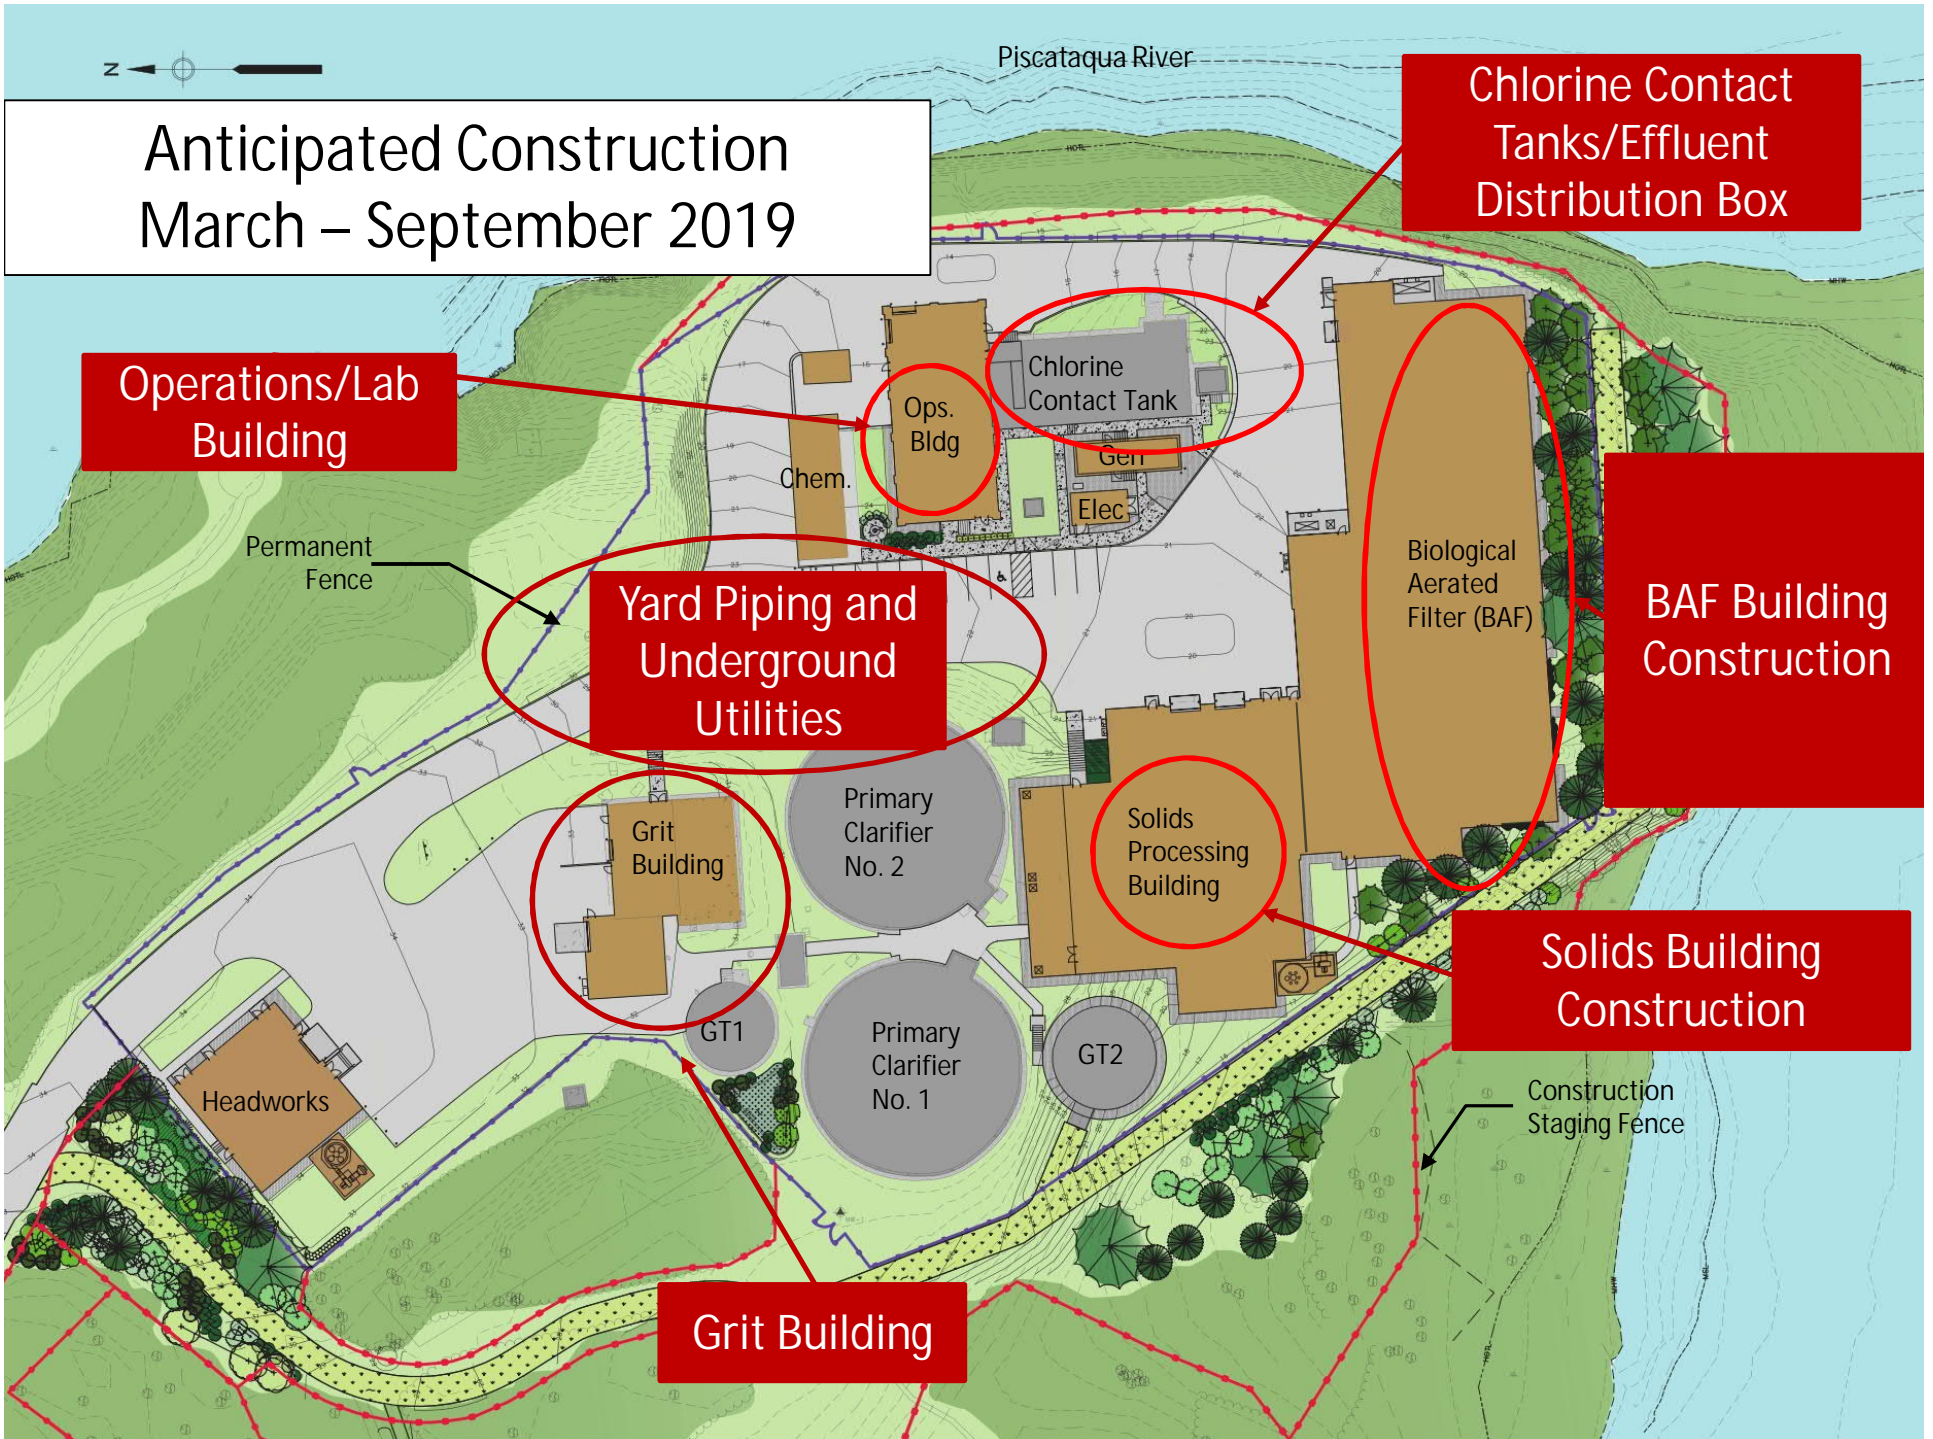 N
Piscataqua River
Anticipated Construction
March – September 2019
Chlorine Contact
Tanks/Effluent
Distribution Box
Operations/Lab
Building
Chlorine
Contact Tank
Ops.
Bldg
Gen
Chem.
Elec
Permanent
Fence
Yard Piping and
Underground
Utilities
Biological
Aerated
Filter (BAF)
BAF Building
Construction
Primary
Clarifier
No. 2
Grit
Building
Solids
Processing
Building
Solids Building
Construction
GT1
Primary
Clarifier
No. 1
GT2
Headworks
Construction
Staging Fence
Grit Building